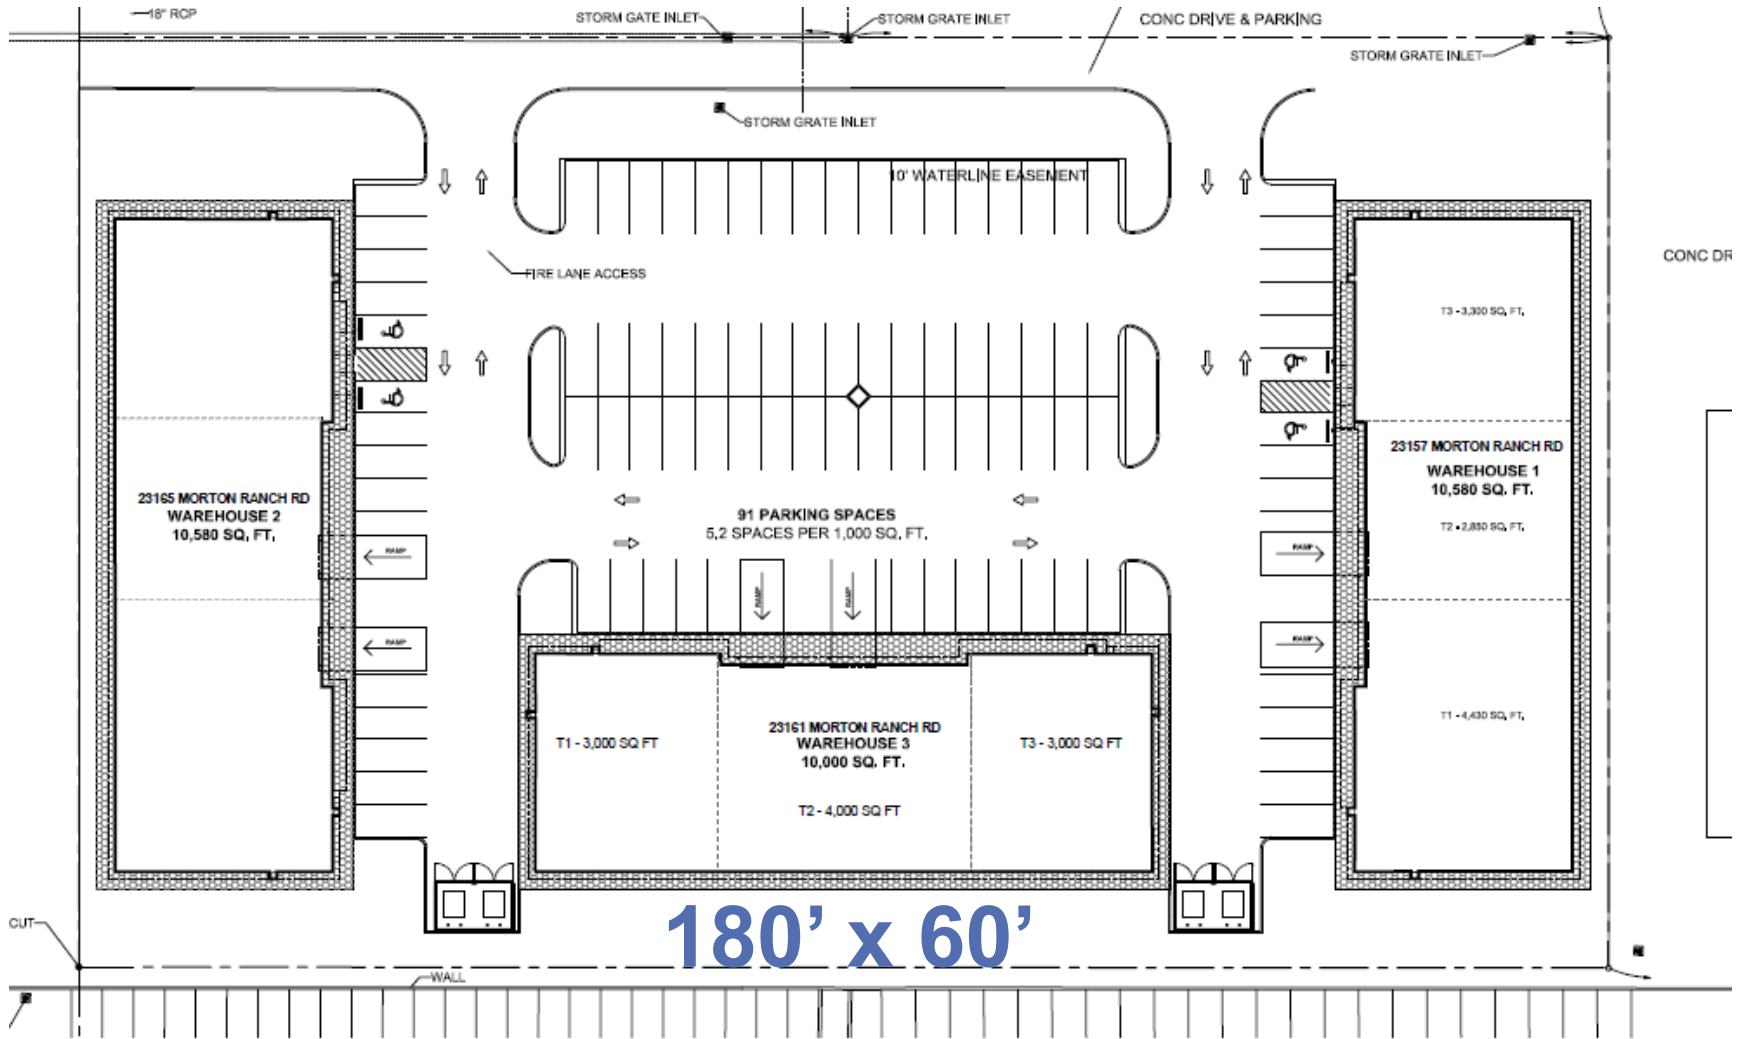 18" RCP
STORM GATE INLET
STORM GRATE INLET
CONC DRIVE & PARKING
STORM GRATE INLET
STORM GRATE INLET
10' WATERLINE EASEMENT
CONC DR
FIRE LANE ACCESS
T3 - 3,300 SQ. FT.
23157 MORTON RANCH RD
WAREHOUSE 1
10,580 SQ. FT.
T2 - 2,850 SQ. FT.
T1 - 4,430 SQ. FT.
23165 MORTON RANCH RD
WAREHOUSE 2
10,580 SQ. FT.
91 PARKING SPACES
5.2 SPACES PER 1,000 SQ. FT.
RAMP
RAMP
RAMP
RAMP
RAMP
RAMP
T1 - 3,000 SQ FT
23161 MORTON RANCH RD
WAREHOUSE 3
10,000 SQ. FT.
T2 - 4,000 SQ FT
T3 - 3,000 SQ FT
180’ x 60’
CUT
WALL